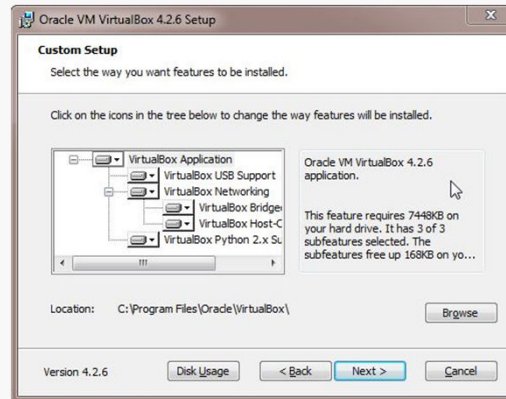 Oracle VM VirtualBox 4.2.6 Setup
Custom Setup
Select the way you want features to be installed.
Click on the icons in the tree below to change the way features will be installed.
VirtualBox Application
VirtualBox USB Support
VirtualBox Networking
VirtualBox Bridge
VirtualBox Host-C
VirtualBox Python 2.x Su
Oracle VM VirtualBox 4.2.6
application.
This feature requires 7448KB on
your hard drive. It has 3 of 3
subfeatures selected. The
subfeatures free up 168KB on yo...
Location: C:\Program Files\Oracle\VirtualBox\
Browse
Version 4.2.6
Disk Usage
< Back
Next >
Cancel